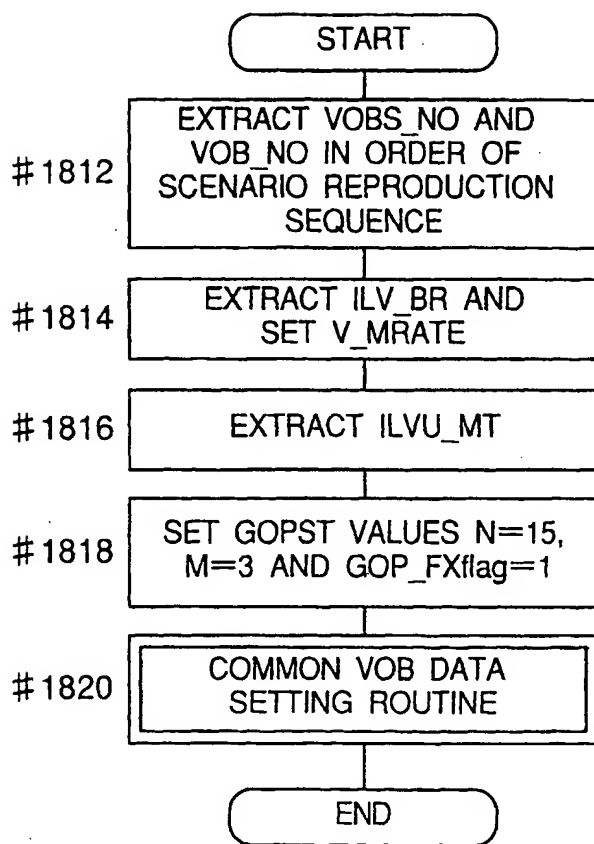 START
#1812
EXTRACT VOBS_NO AND
VOB_NO IN ORDER OF
SCENARIO REPRODUCTION
SEQUENCE
#1814
EXTRACT ILV_BR AND
SET V_MRATE
#1816
EXTRACT ILVU_MT
#1818
SET GOPST VALUES N=15,
M=3 AND GOP_FXflag=1
#1820
COMMON VOB DATA
SETTING ROUTINE
END